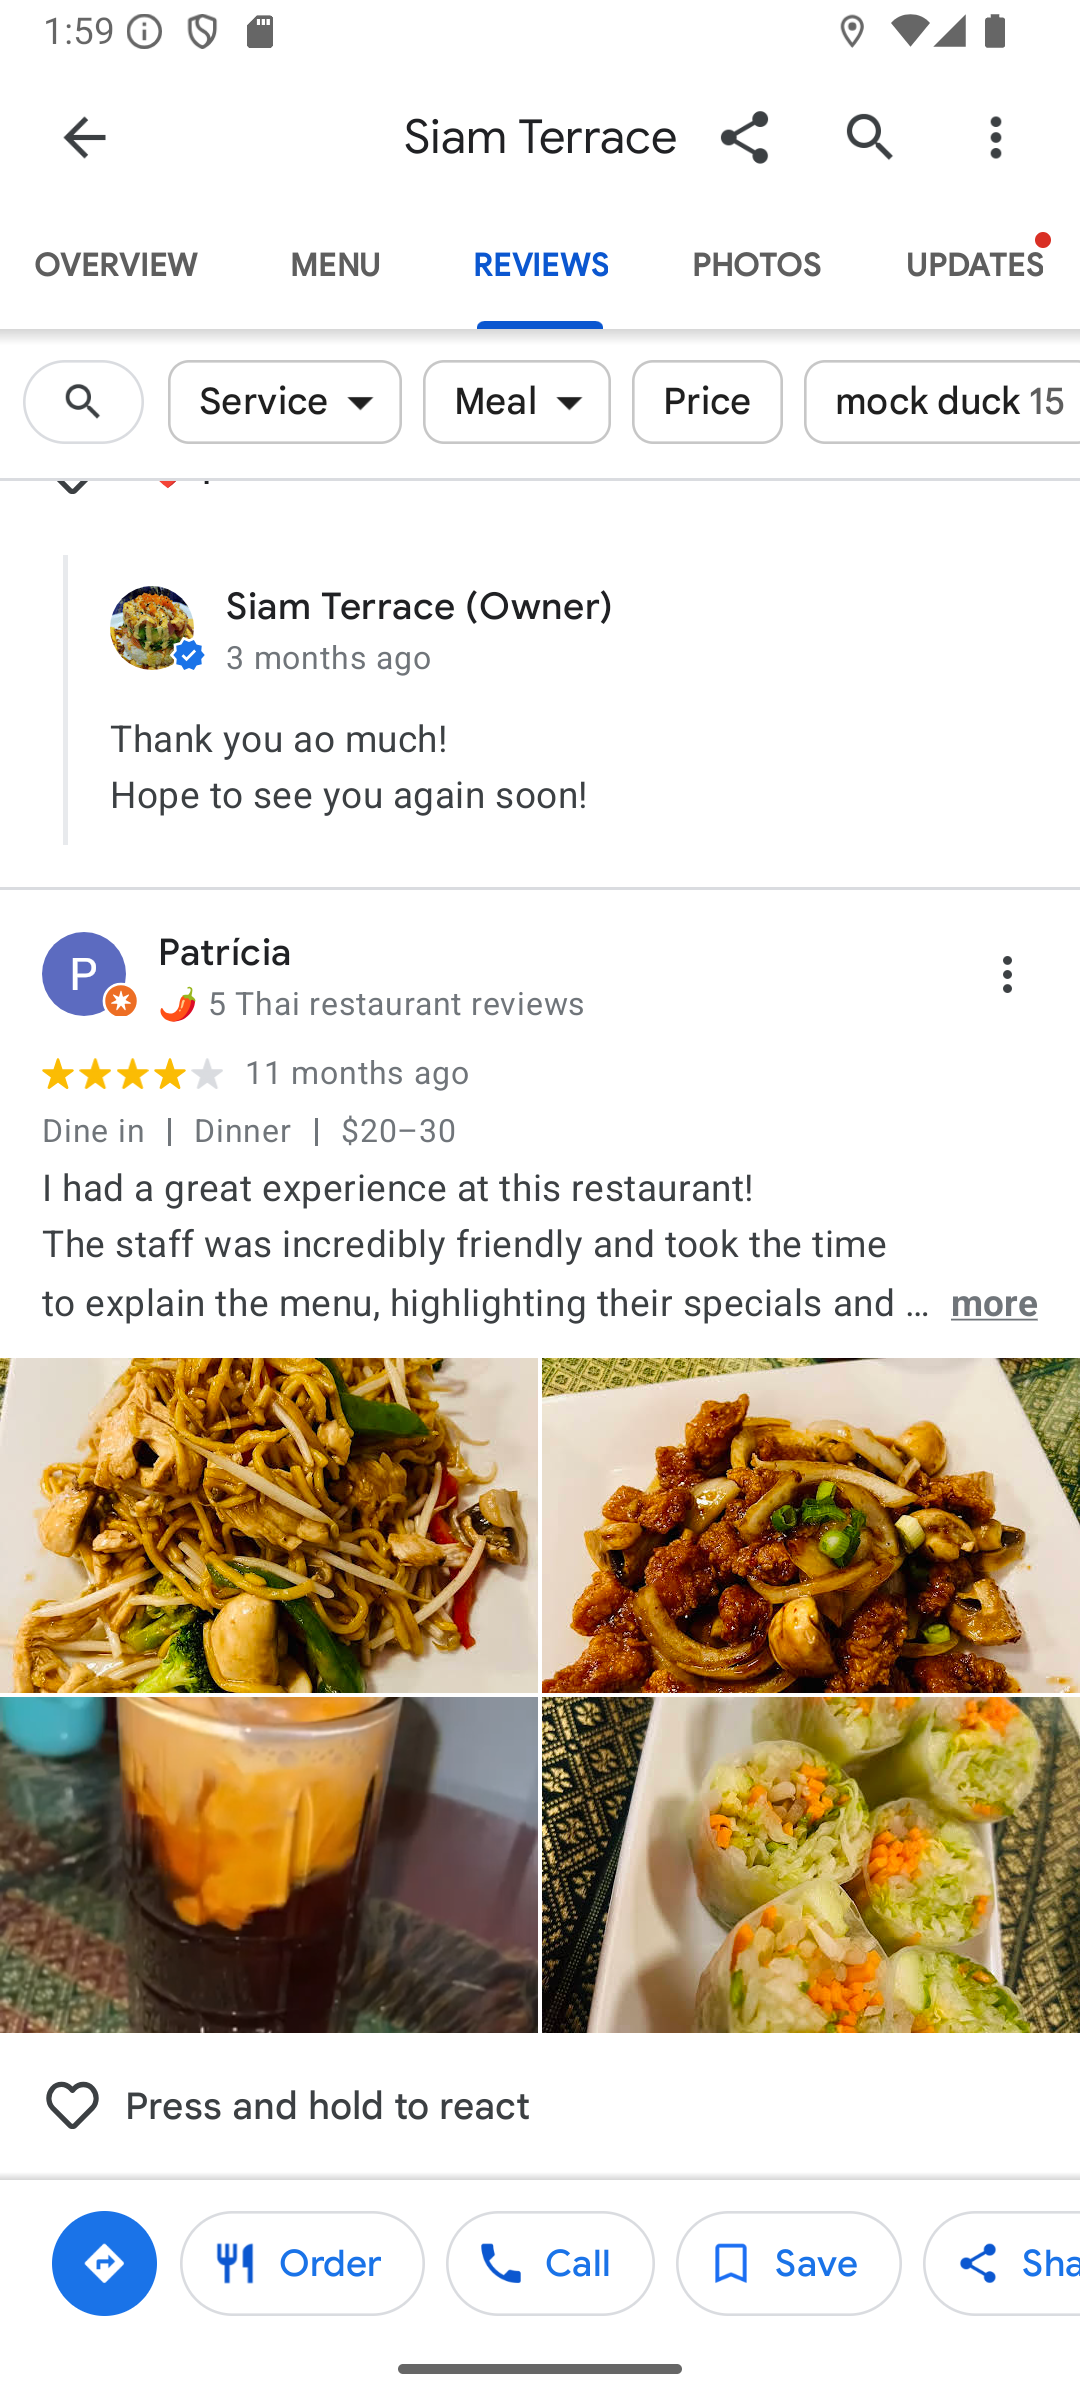 1:59
Siam Terrace
OVERVIEW MENU REVIEWS PHOTOS UPDATES
Service Meal Price mock duck 15
Siam Terrace (Owner)
3 months ago
Thank you ao much!
Hope to see you again soon!
P
Patrícia
5 Thai restaurant reviews
11 months ago
Dine in | Dinner | $20–30
I had a great experience at this restaurant!
The staff was incredibly friendly and took the time
to explain the menu, highlighting their specials and … more
Press and hold to react
Order Call Save Sha